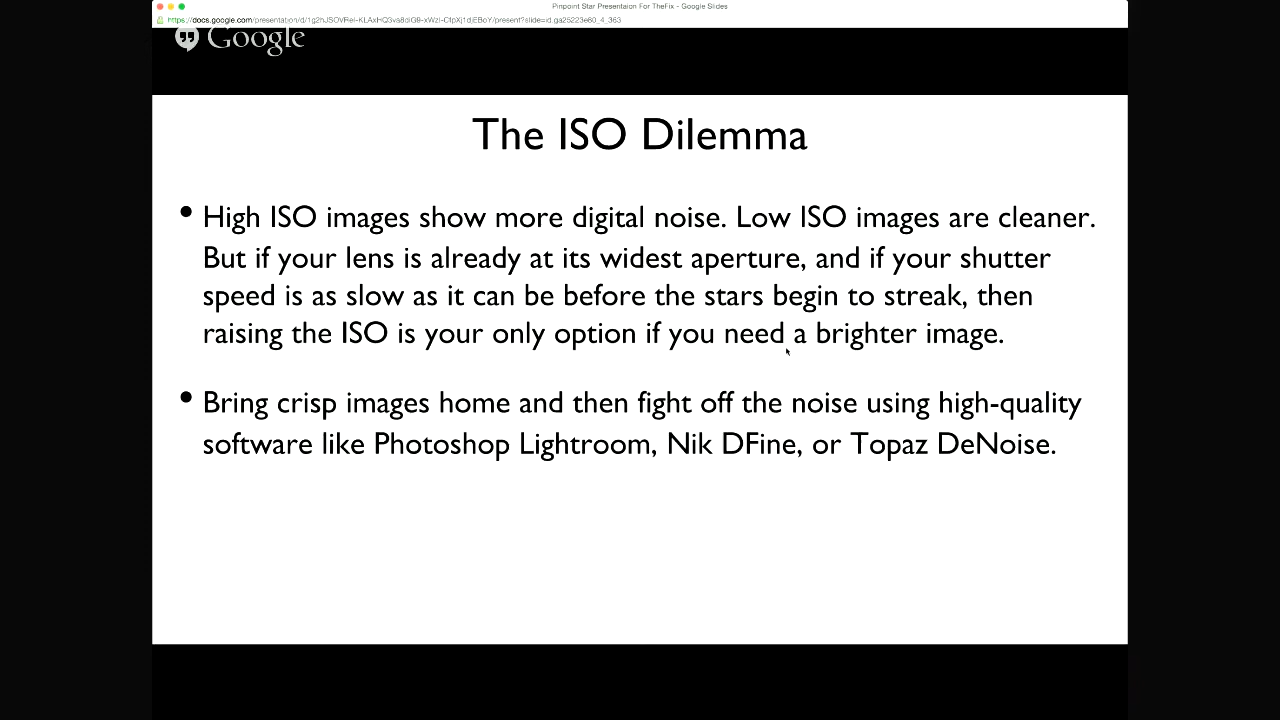 Pinpoint Star Presentaion For TheFix - Google Slides
Google
The ISO Dilemma
• High ISO images show more digital noise. Low ISO images are cleaner.
But if your lens is already at its widest aperture, and if your shutter
speed is as slow as it can be before the stars begin to streak, then
raising the ISO is your only option if you need a brighter image.
• Bring crisp images home and then fight off the noise using high-quality
software like Photoshop Lightroom, Nik DFine, or Topaz DeNoise.